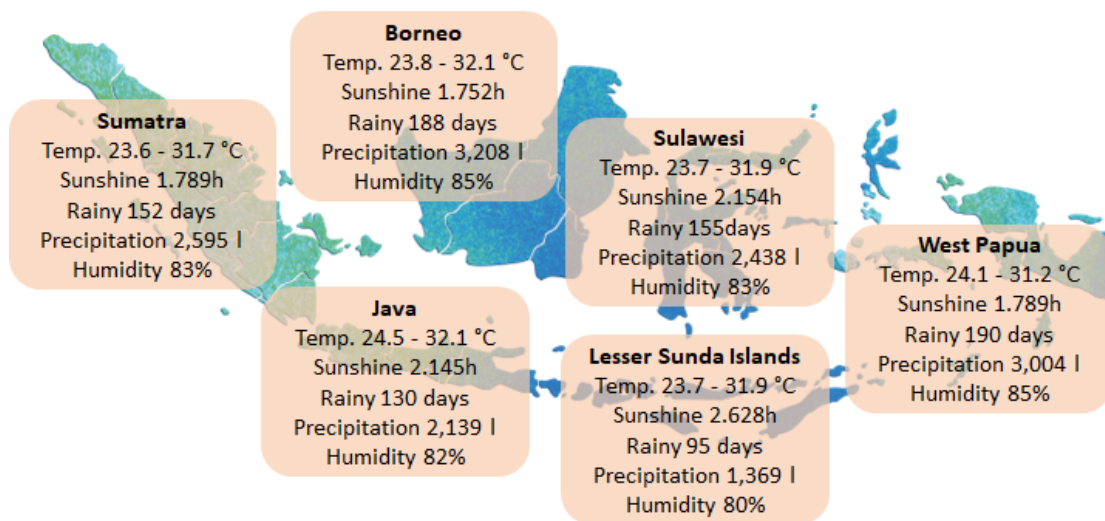 Borneo
Temp. 23.8 - 32.1 °C
Sunshine 1.752h
Rainy 188 days
Precipitation 3,208 l
Humidity 85%
Sumatra
Temp. 23.6 - 31.7 °C
Sunshine 1.789h
Rainy 152 days
Precipitation 2,595 l
Humidity 83%
Sulawesi
Temp. 23.7 - 31.9 °C
Sunshine 2.154h
Rainy 155days
Precipitation 2,438 l
Humidity 83%
West Papua
Temp. 24.1 - 31.2 °C
Sunshine 1.789h
Rainy 190 days
Precipitation 3,004 l
Humidity 85%
Java
Temp. 24.5 - 32.1 °C
Sunshine 2.145h
Rainy 130 days
Precipitation 2,139 l
Humidity 82%
Lesser Sunda Islands
Temp. 23.7 - 31.9 °C
Sunshine 2.628h
Rainy 95 days
Precipitation 1,369 l
Humidity 80%